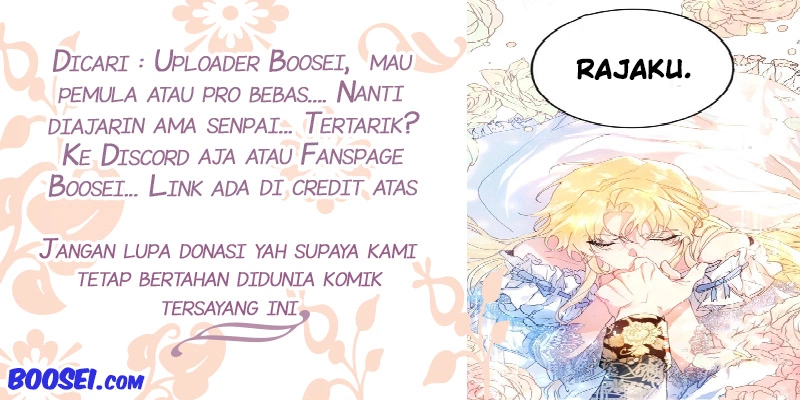 Dicari : Uploader Boosei, mau
pemula atau pro bebas.... Nanti
diajarin ama senpai... Tertarik?
Ke Discord aja atau Fanspage
Boosei... Link ada di credit atas
Jangan lupa donasi yah supaya kami
tetap bertahan didunia komik
tersayang ini
BOOSEI.COM
RAJAKU.